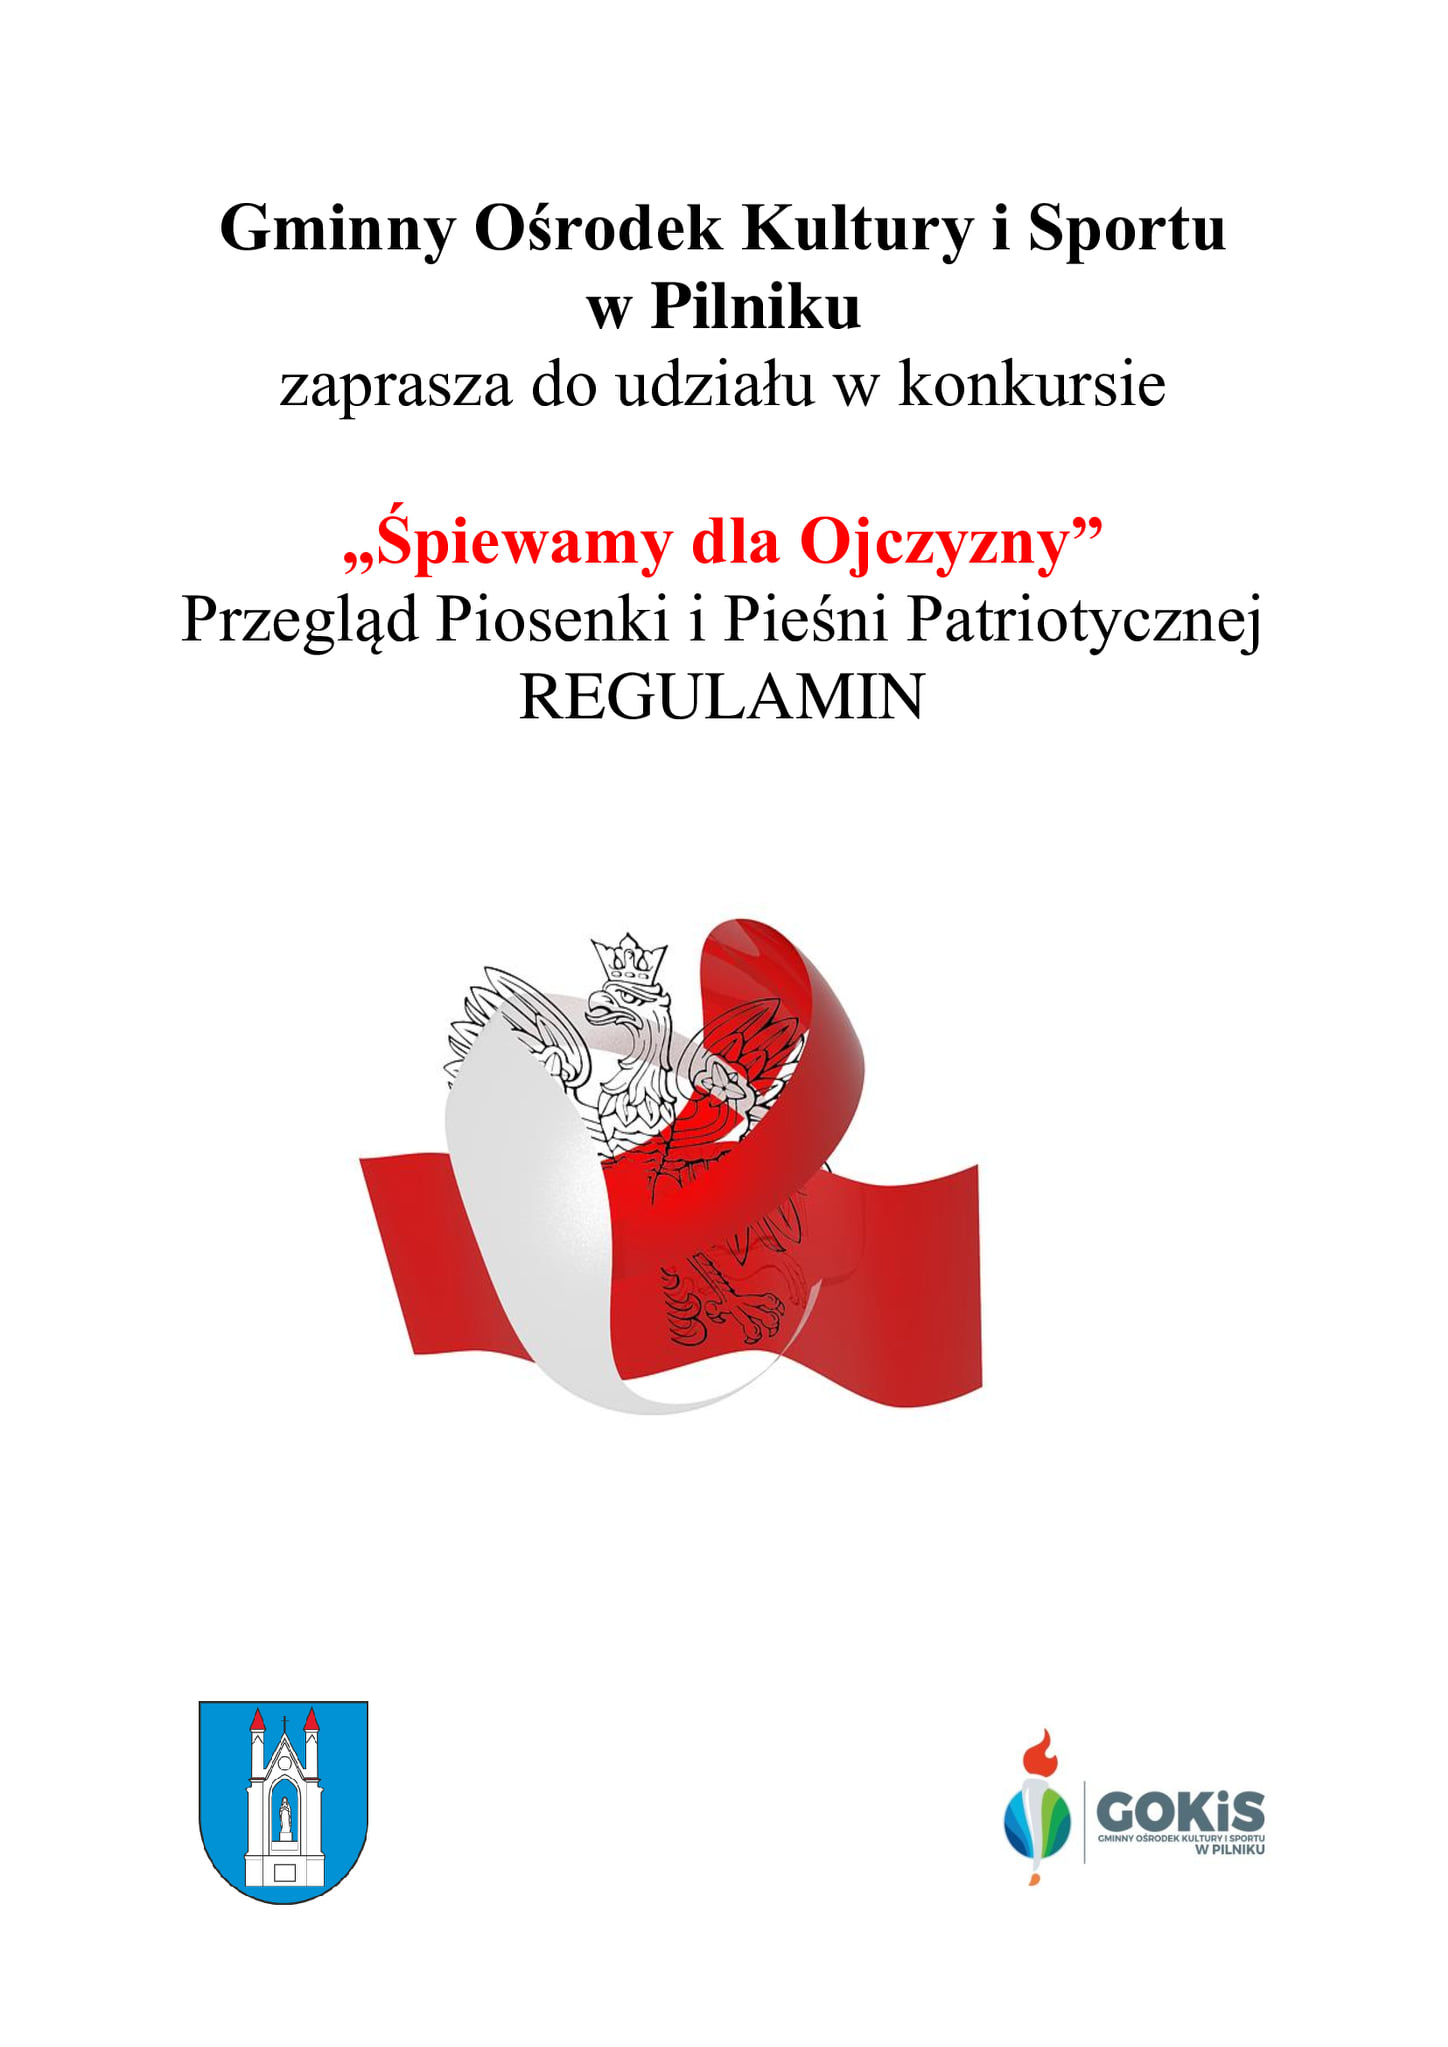 Gminny Ośrodek Kultury i Sportu
w Pilniku
zaprasza do udziału w konkursie
„Śpiewamy dla Ojczyzny”
Przegląd Piosenki i Pieśni Patriotycznej
REGULAMIN
GOKiS
GMINNY OŚRODEK KULTURY I SPORTU
W PILNIKU